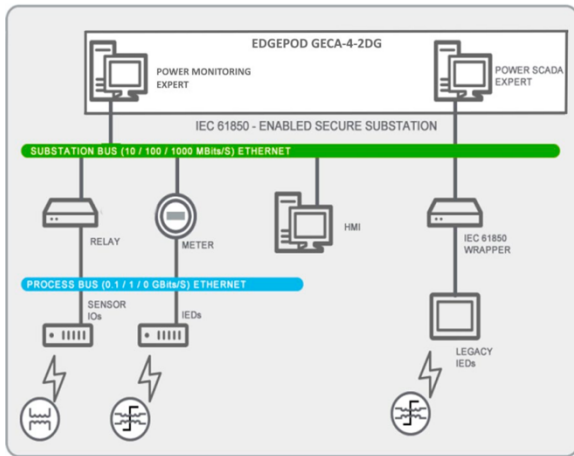 EDGEPOD GECA-4-2DG
POWER MONITORING
EXPERT
POWER SCADA
EXPERT
IEC 61850 - ENABLED SECURE SUBSTATION
SUBSTATION BUS (10 / 100 / 1000 MBits/S) ETHERNET
RELAY
METER
HMI
IEC 61850
WRAPPER
PROCESS BUS (0.1 / 1 / 0 GBits/S) ETHERNET
SENSOR
IOs
IEDs
LEGACY
IEDs